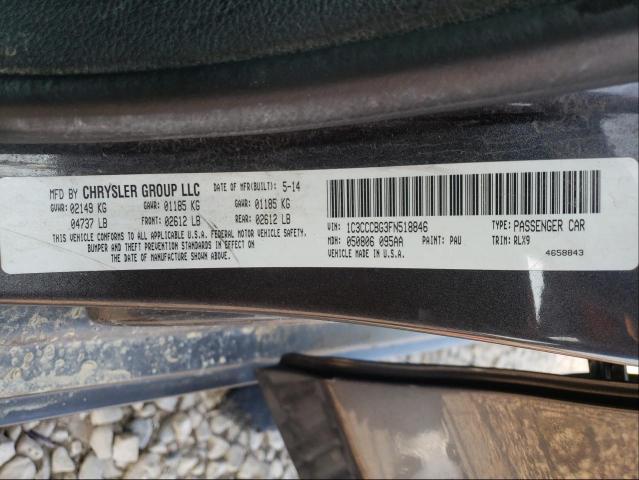 MFD BY CHRYSLER GROUP LLC DATE OF MFR(BUILT): 5-14
GVWR: 02149 KG GAWR: 01185 KG GAWR: 01185 KG
04737 LB FRONT: 02612 LB REAR: 02612 LB
THIS VEHICLE CONFORMS TO ALL APPLICABLE U.S.A. FEDERAL MOTOR VEHICLE SAFETY,
BUMPER AND THEFT PREVENTION STANDARDS IN EFFECT ON
THE DATE OF MANUFACTURE SHOWN ABOVE.
VIN: 1C3CCCBG3FN518846 TYPE: PASSENGER CAR
MDH: 050806 095AA PAINT: PAU TRIM: RLX9
VEHICLE MADE IN U.S.A. 4658843